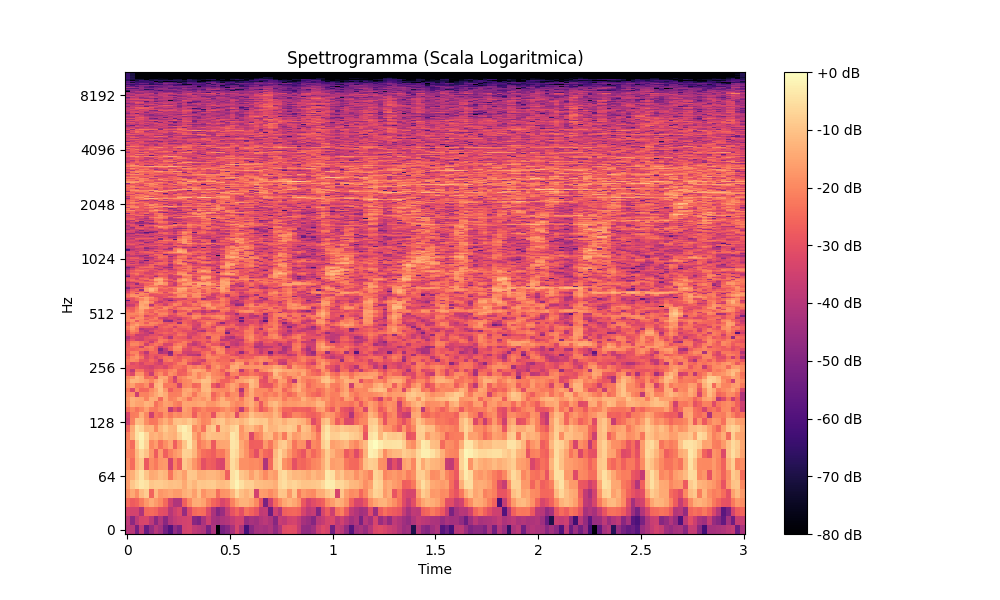 Spettrogramma (Scala Logaritmica)
Hz
8192
4096
2048
1024
512
256
128
64
0
0
0.5
1
1.5
2
2.5
3
Time
+0 dB
-10 dB
-20 dB
-30 dB
-40 dB
-50 dB
-60 dB
-70 dB
-80 dB